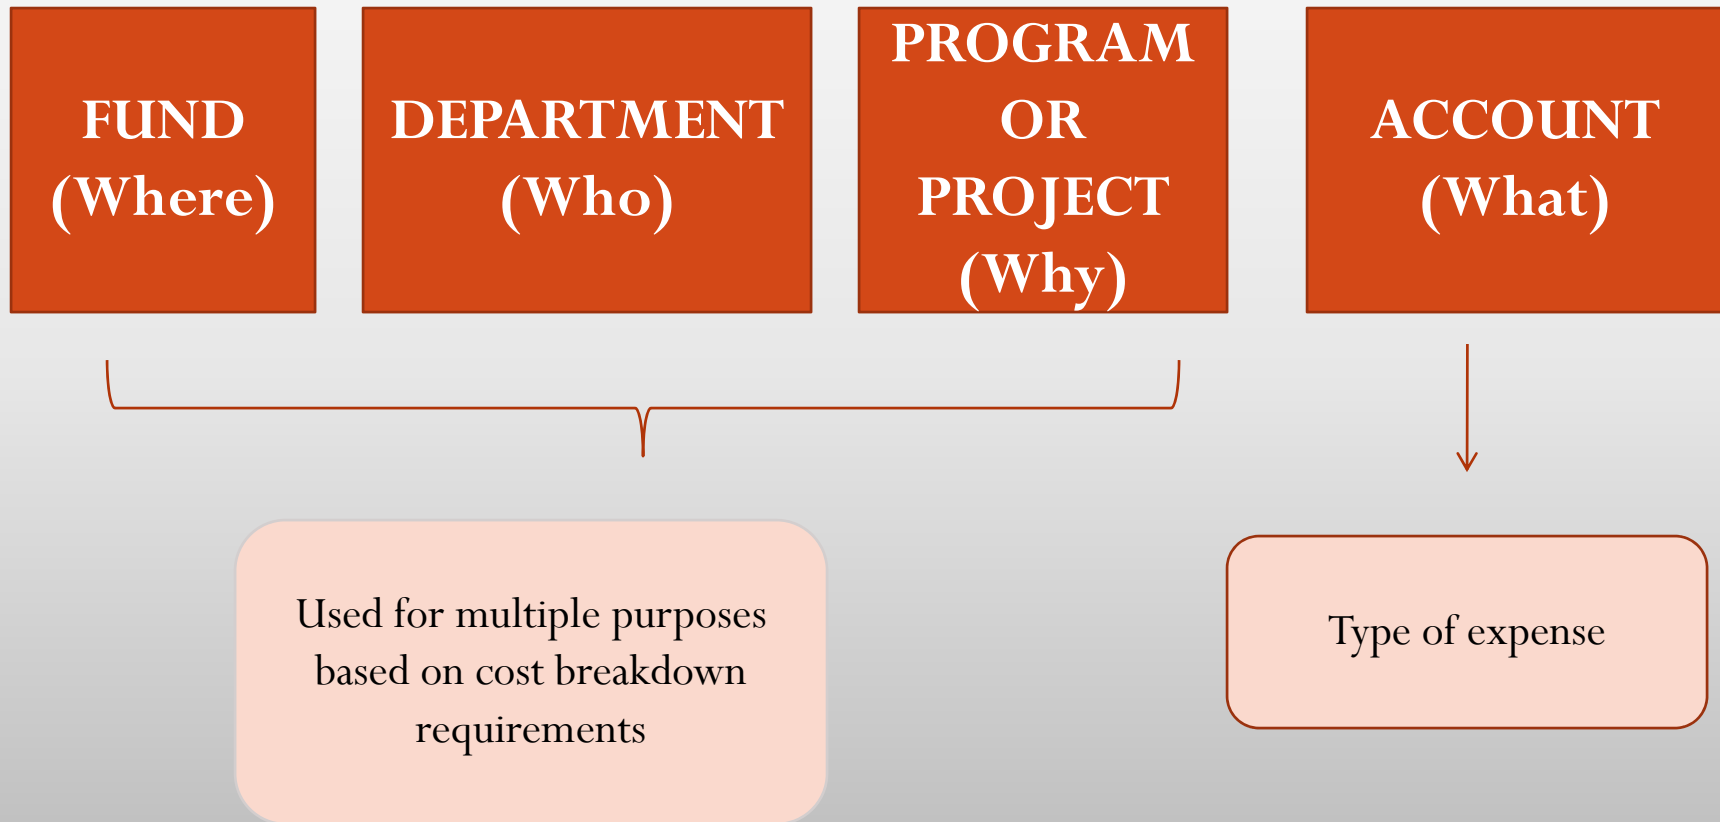 FUND
(Where)
DEPARTMENT
(Who)
PROGRAM
OR
PROJECT
(Why)
ACCOUNT
(What)
Used for multiple purposes
based on cost breakdown
requirements
Type of expense